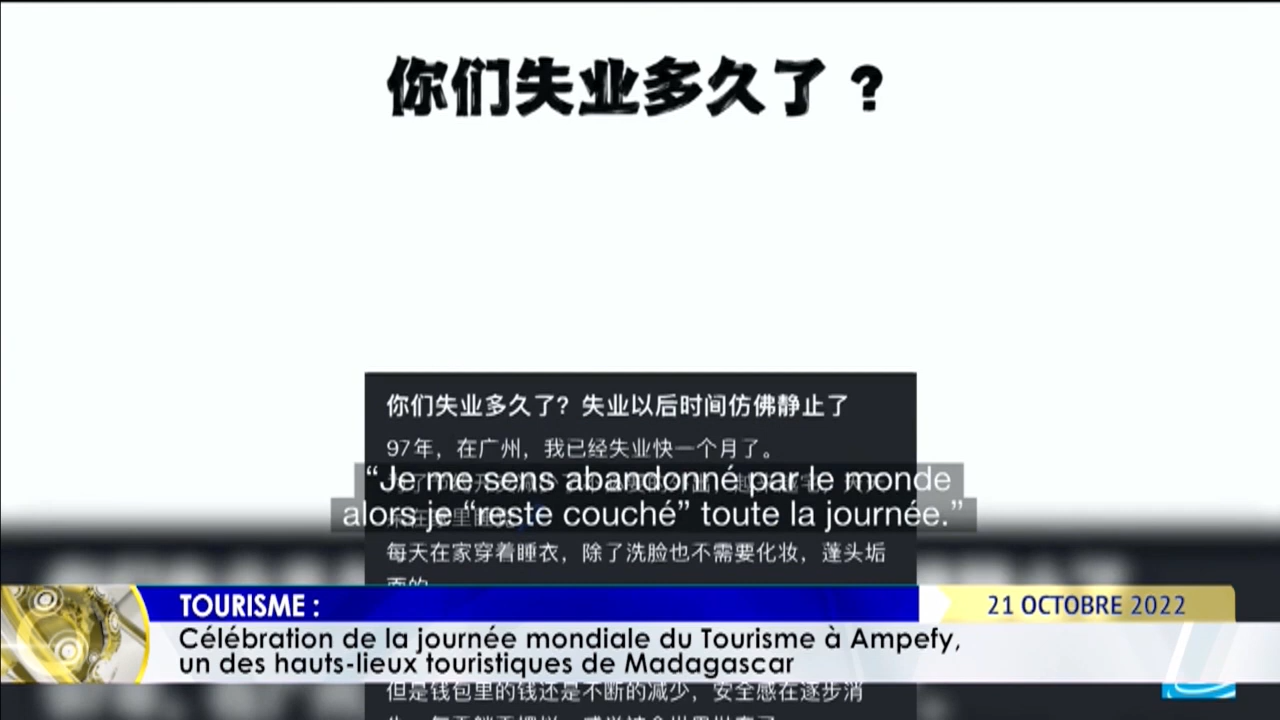 你们失业多久了？
你们失业多久了？失业以后时间仿佛静止了
97年，在广州，我已经失业快一个月了。
“Je me sens abandonné par le monde
alors je “reste couché” toute la journée.”
每天在家穿着睡衣，除了洗脸也不需要化妆，蓬头垢
面的
TOURISME :
21 OCTOBRE 2022
Célébration de la journée mondiale du Tourisme à Ampefy,
un des hauts-lieux touristiques de Madagascar
但是钱包里的钱还是不断的减少，安全感在逐步消